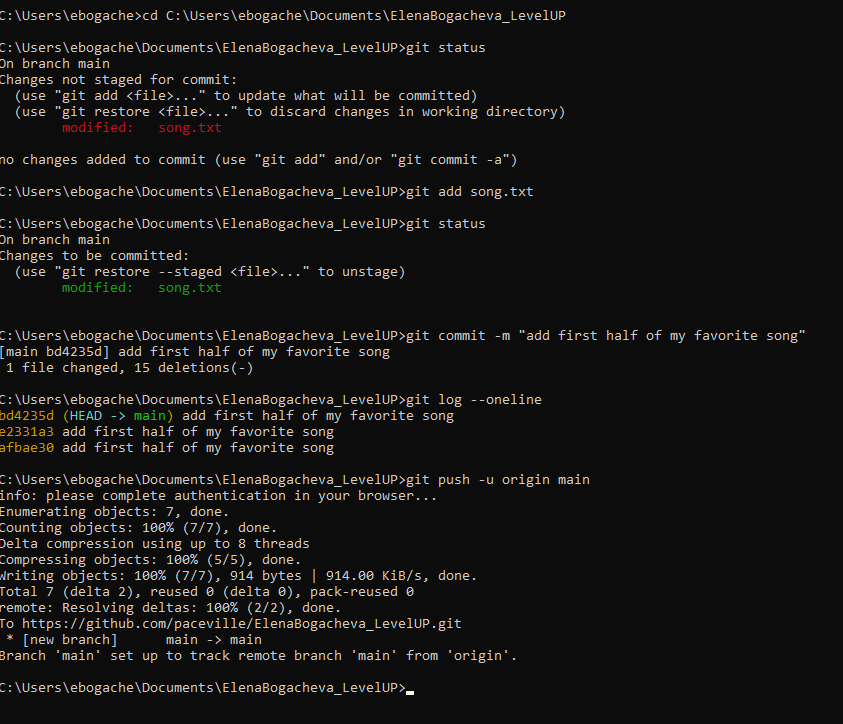 C:\Users\ebogache>cd C:\Users\ebogache\Documents\ElenaBogacheva_LevelUP
C:\Users\ebogache\Documents\ElenaBogacheva_LevelUP>git status
On branch main
Changes not staged for commit:
  (use "git add <file>..." to update what will be committed)
  (use "git restore <file>..." to discard changes in working directory)
        modified:   song.txt
no changes added to commit (use "git add" and/or "git commit -a")
C:\Users\ebogache\Documents\ElenaBogacheva_LevelUP>git add song.txt
C:\Users\ebogache\Documents\ElenaBogacheva_LevelUP>git status
On branch main
Changes to be committed:
  (use "git restore --staged <file>..." to unstage)
        modified:   song.txt
C:\Users\ebogache\Documents\ElenaBogacheva_LevelUP>git commit -m "add first half of my favorite song"
[main bd4235d] add first half of my favorite song
 1 file changed, 15 deletions(-)
C:\Users\ebogache\Documents\ElenaBogacheva_LevelUP>git log --oneline
bd4235d (HEAD -> main) add first half of my favorite song
e2331a3 add first half of my favorite song
afbae30 add first half of my favorite song
C:\Users\ebogache\Documents\ElenaBogacheva_LevelUP>git push -u origin main
info: please complete authentication in your browser...
Enumerating objects: 7, done.
Counting objects: 100% (7/7), done.
Delta compression using up to 8 threads
Compressing objects: 100% (5/5), done.
Writing objects: 100% (7/7), 914 bytes | 914.00 KiB/s, done.
Total 7 (delta 2), reused 0 (delta 0), pack-reused 0
remote: Resolving deltas: 100% (2/2), done.
To https://github.com/paceville/ElenaBogacheva_LevelUP.git
 * [new branch]      main -> main
Branch 'main' set up to track remote branch 'main' from 'origin'.
C:\Users\ebogache\Documents\ElenaBogacheva_LevelUP>